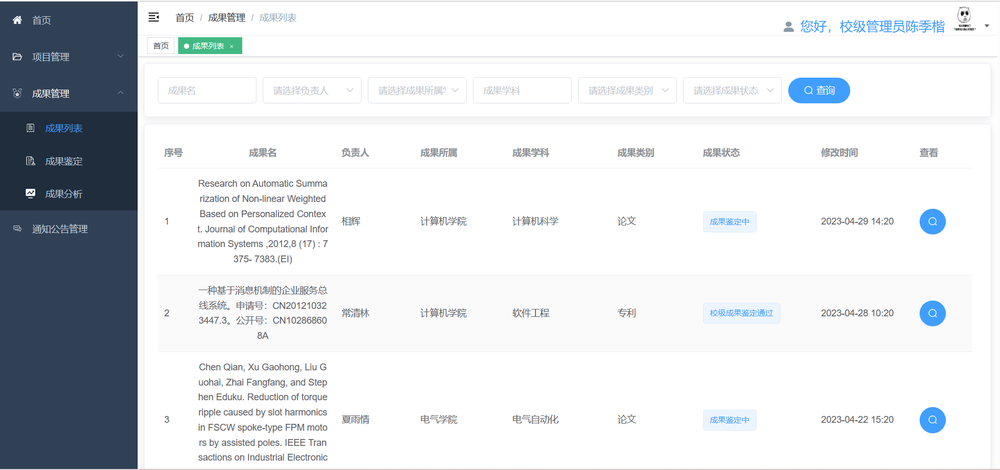 首页
项目管理
成果管理
成果列表
成果鉴定
成果分析
通知公告管理
首页 / 成果管理 / 成果列表
您好，校级管理员陈季楷
首页
成果列表 ×
成果名
请选择负责人
请选择成果所属
成果学科
请选择成果类别
请选择成果状态
查询
序号 成果名 负责人 成果所属 成果学科 成果类别 成果状态 修改时间 查看
Research on Automatic Summa
rization of Non-linear Weighted
Based on Personalized Contex
t. Journal of Computational Infor
mation Systems ,2012,8 (17) : 7
375- 7383.(EI)
1 相辉 计算机学院 计算机科学 论文 成果鉴定中 2023-04-29 14:20
一种基于消息机制的企业服务总
线系统。申请号：CN20121032
3447.3。公开号：CN10286860
8A
2 常清林 计算机学院 软件工程 专利 校级成果鉴定通过 2023-04-28 10:20
Chen Qian, Xu Gaohong, Liu G
uohai, Zhai Fangfang, and Step
hen Eduku. Reduction of torque
ripple caused by slot harmonics
in FSCW spoke-type FPM moto
rs by assisted poles. IEEE Tran
sactions on Industrial Electronic
3 夏雨情 电气学院 电气自动化 论文 成果鉴定中 2023-04-22 15:20